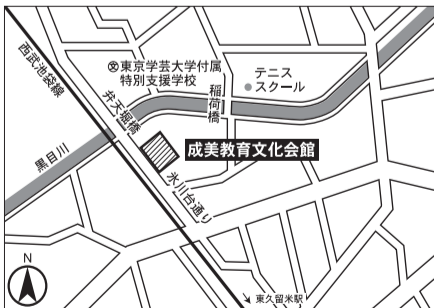 西武池袋線
㊫東京学芸大学付属
特別支援学校
テニス
スクール
稲荷橋
弁天堀橋
成美教育文化会館
黒目川
氷川台通り
N
東久留米駅